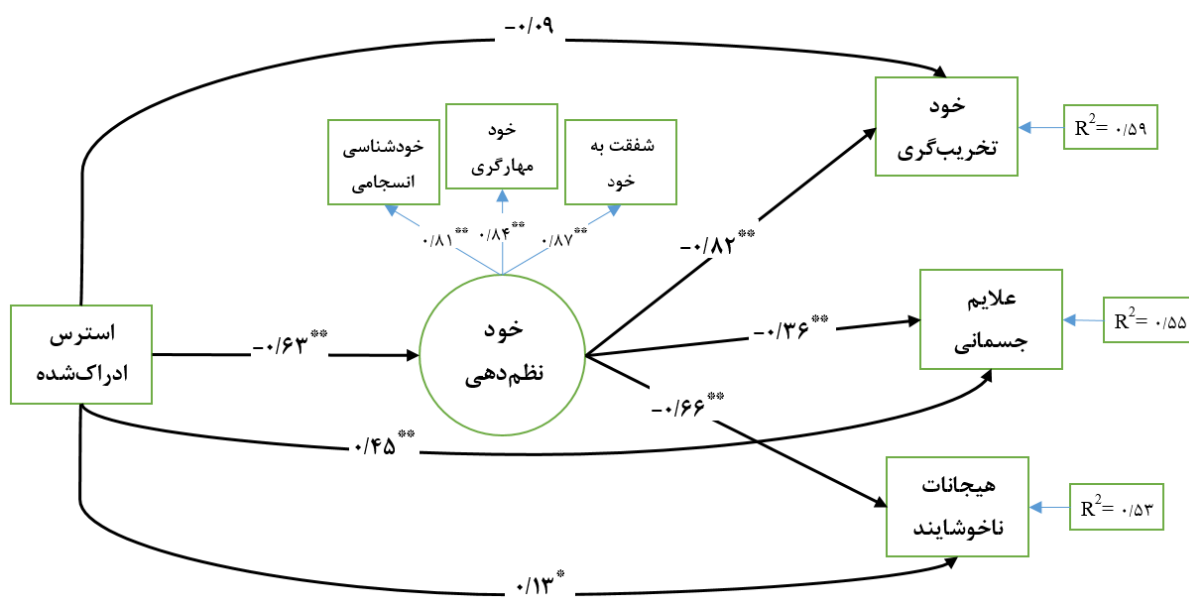 −۰/۰۹
خود
تخریب‌گری
R²= ۰/۵۹
خودشناسی
انسجامی
خود
مهارگری
شفقت به
خود
۰/۸۱**
۰/۸۴**
۰/۸۷**
−۰/۸۲**
استرس
ادراک‌شده
−۰/۶۳**
خود
نظم‌دهی
−۰/۳۶**
علایم
جسمانی
R²= ۰/۵۵
−۰/۶۶**
۰/۴۵**
هیجانات
ناخوشایند
R²= ۰/۵۳
۰/۱۳*